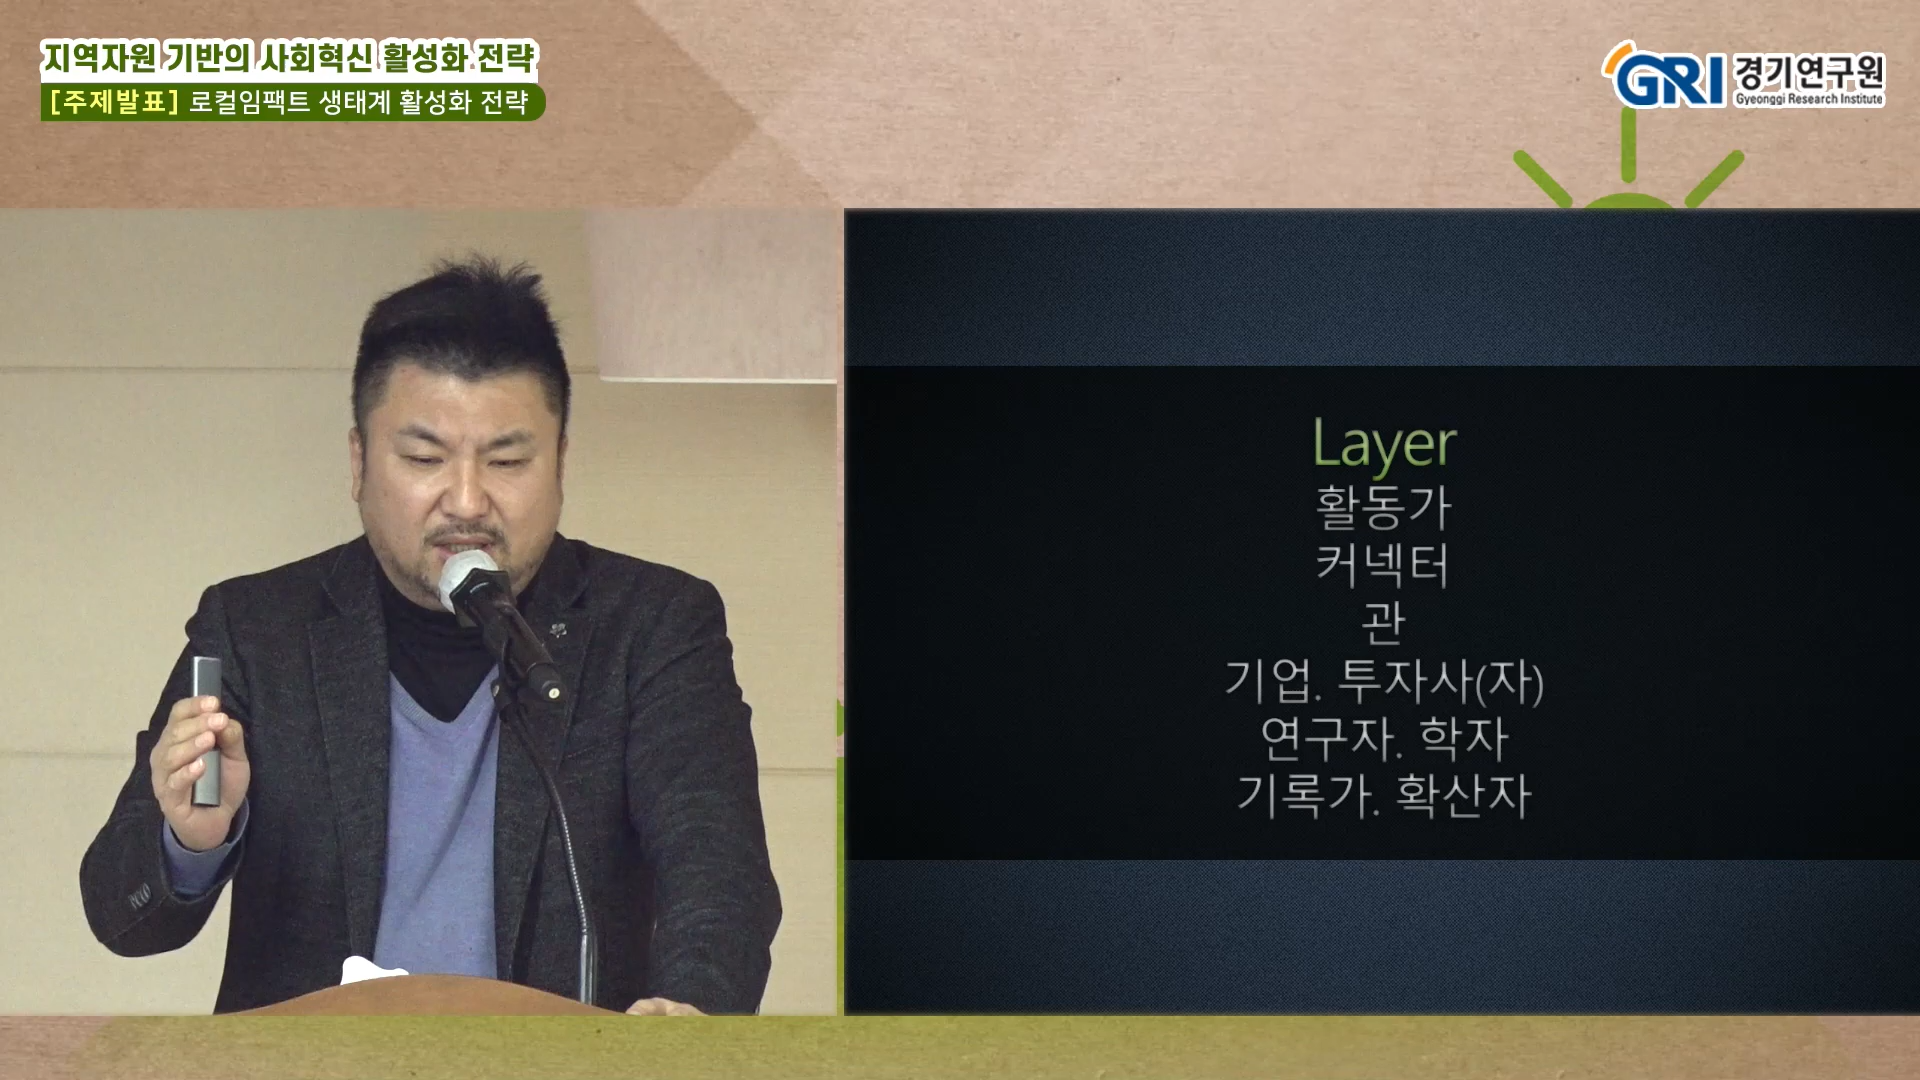 지역자원 기반의 사회혁신 활성화 전략
[주제발표] 로컬임팩트 생태계 활성화 전략
GRI 경기연구원
Gyeonggi Research Institute
Layer
활동가
커넥터
관
기업. 투자사(자)
연구자. 학자
기록가. 확산자